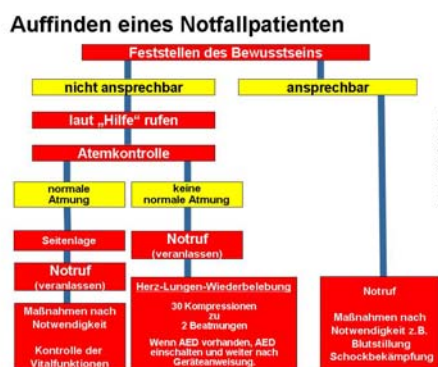 Auffinden eines Notfallpatienten
Feststellen des Bewusstseins
nicht ansprechbar
ansprechbar
laut „Hilfe" rufen
Atemkontrolle
normale
Atmung
keine
normale Atmung
Seitenlage
Notruf
(veranlassen)
Notruf
(veranlassen)
Maßnahmen nach
Notwendigkeit
Kontrolle der
Vitalfunktionen
Herz-Lungen-Wiederbelebung
30 Kompressionen
zu
2 Beatmungen
Wenn AED vorhanden, AED
einschalten und weiter nach
Geräteanweisung.
Notruf
Maßnahmen nach
Notwendigkeit z.B.
Blutstillung
Schockbekämpfung